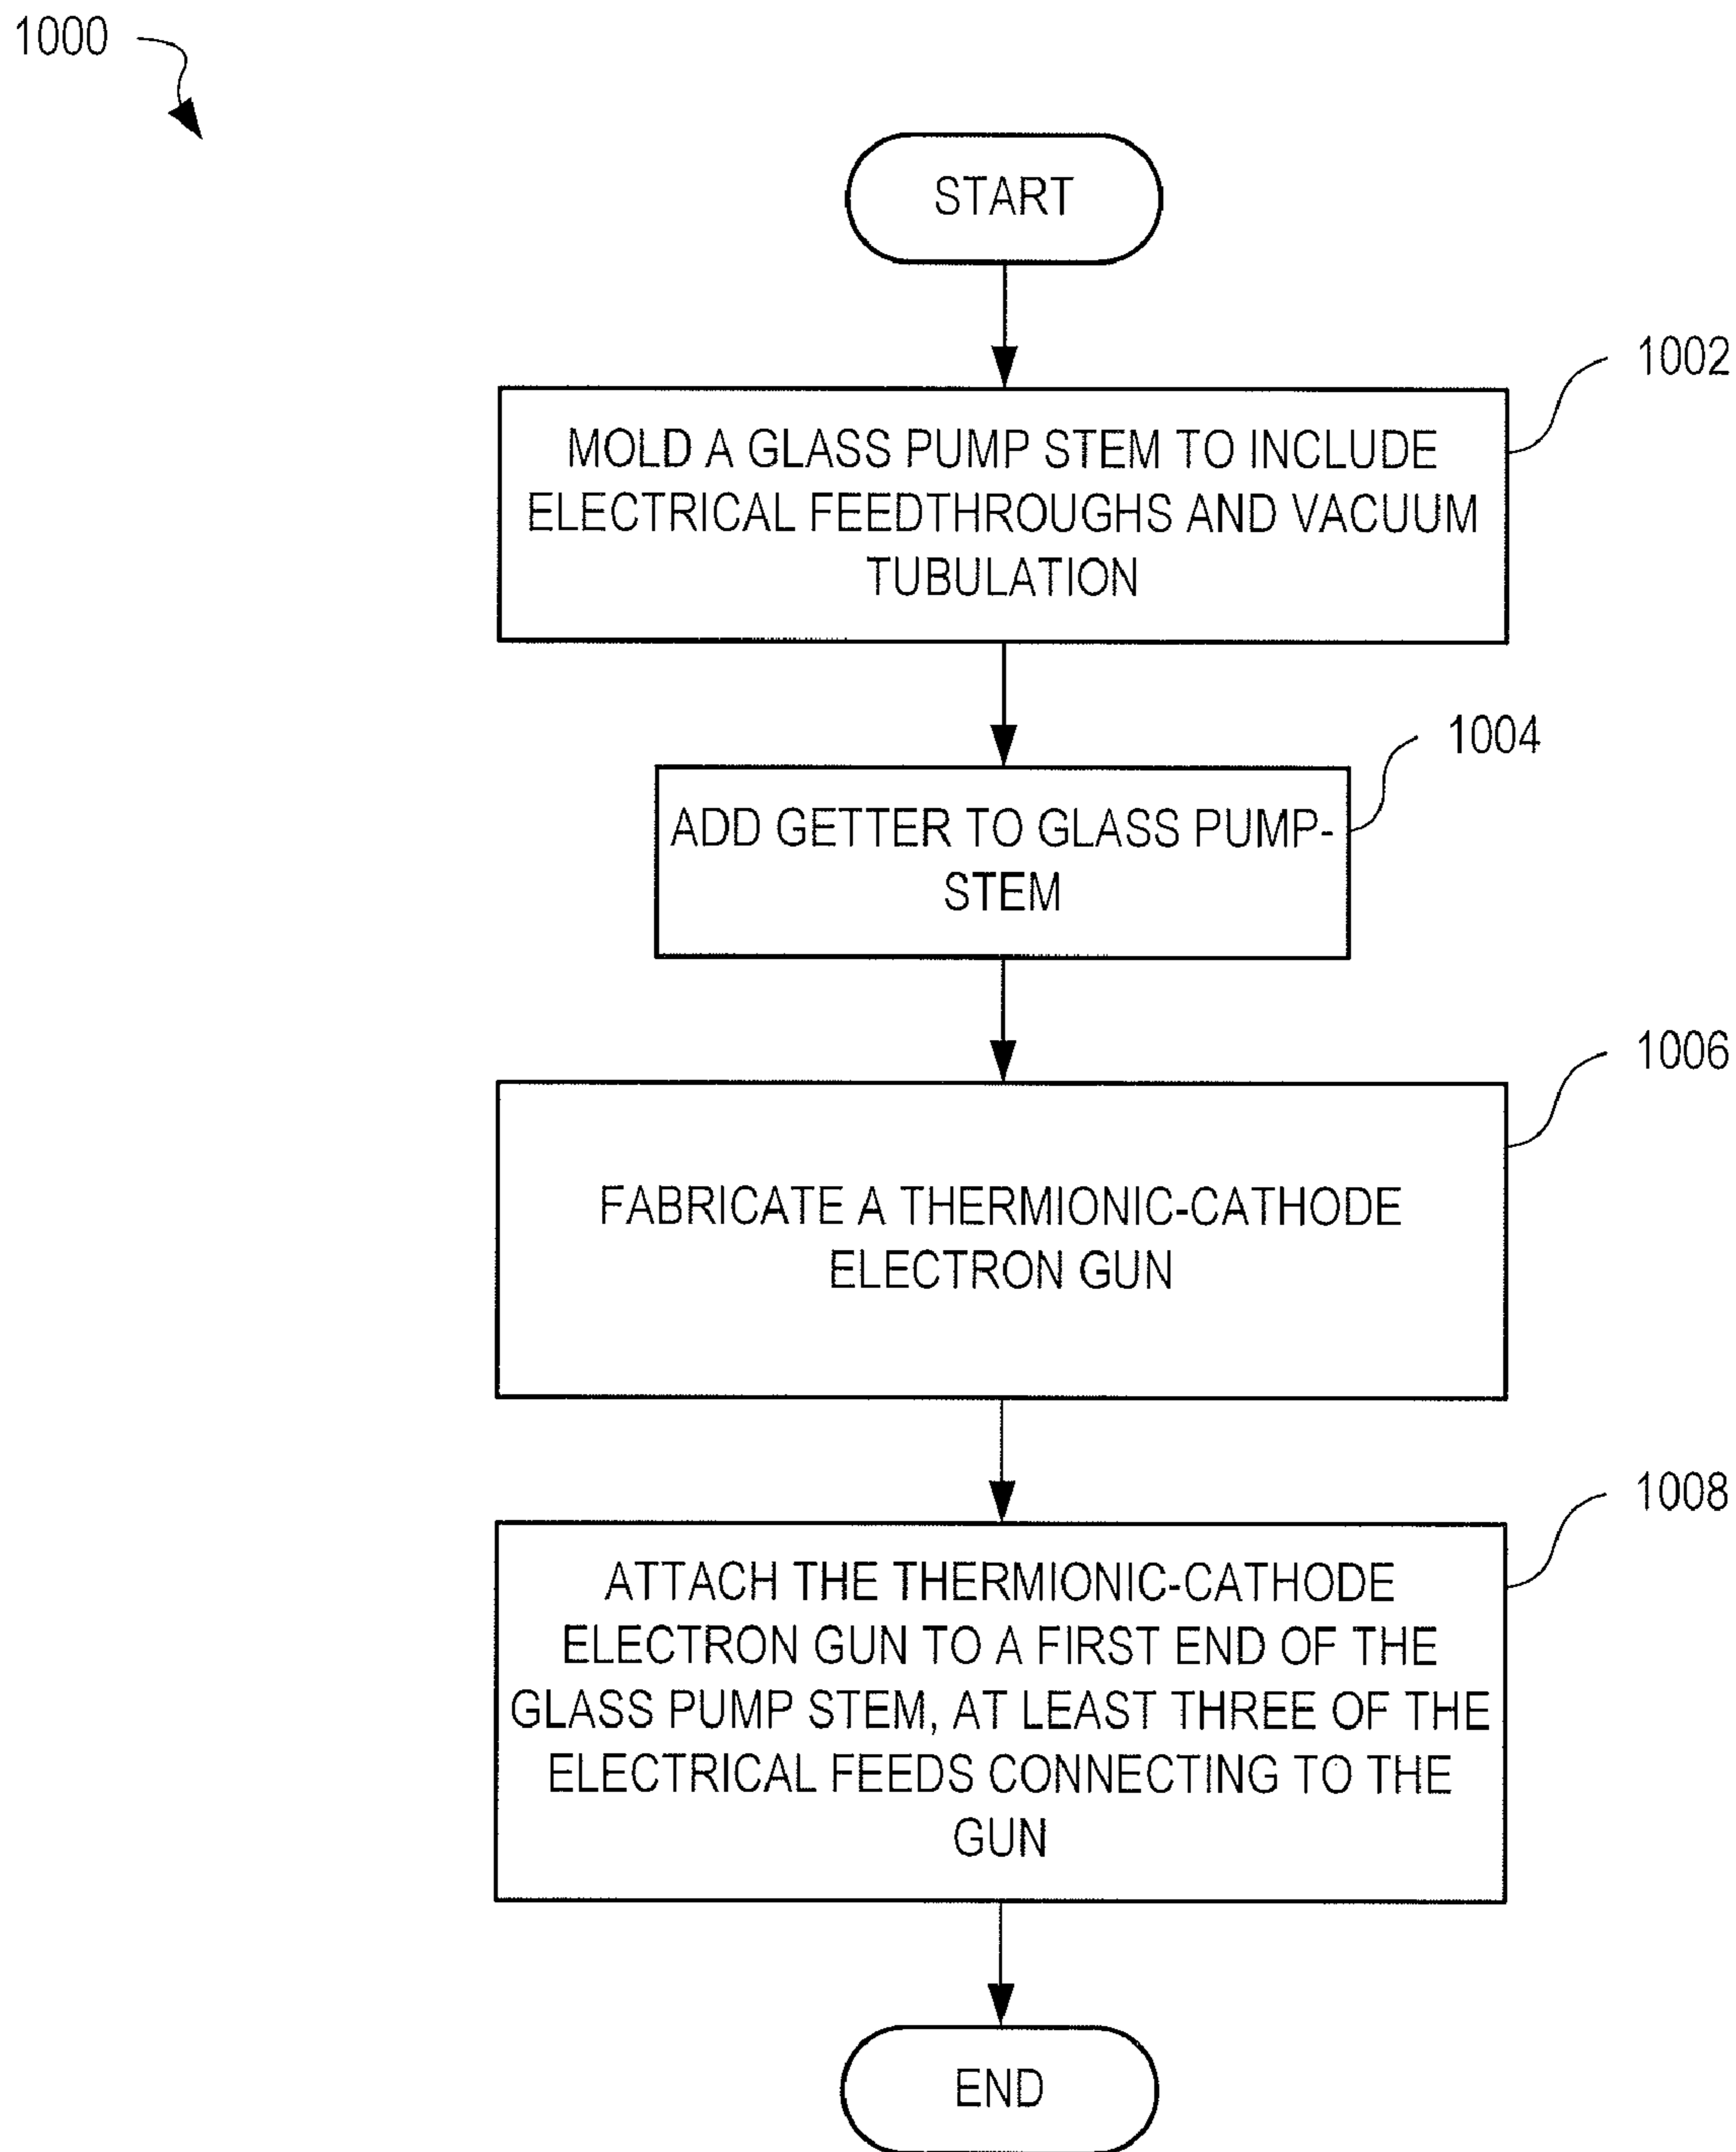 1000
START
1002
MOLD A GLASS PUMP STEM TO INCLUDE
ELECTRICAL FEEDTHROUGHS AND VACUUM
TUBULATION
1004
ADD GETTER TO GLASS PUMP-
STEM
1006
FABRICATE A THERMIONIC-CATHODE
ELECTRON GUN
1008
ATTACH THE THERMIONIC-CATHODE
ELECTRON GUN TO A FIRST END OF THE
GLASS PUMP STEM, AT LEAST THREE OF THE
ELECTRICAL FEEDS CONNECTING TO THE
GUN
END